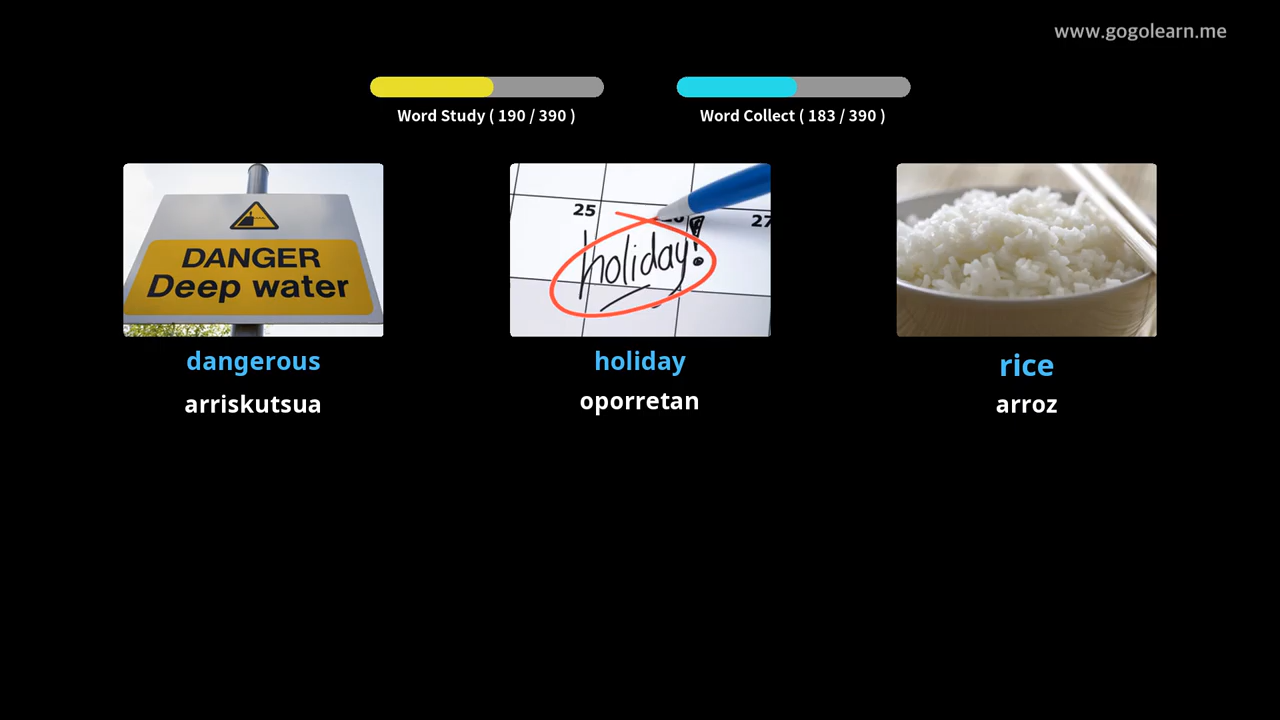 www.gogolearn.me
Word Study ( 190 / 390 )
Word Collect ( 183 / 390 )
DANGER
Deep water
25
27
holiday!
dangerous
holiday
rice
arriskutsua
oporretan
arroz